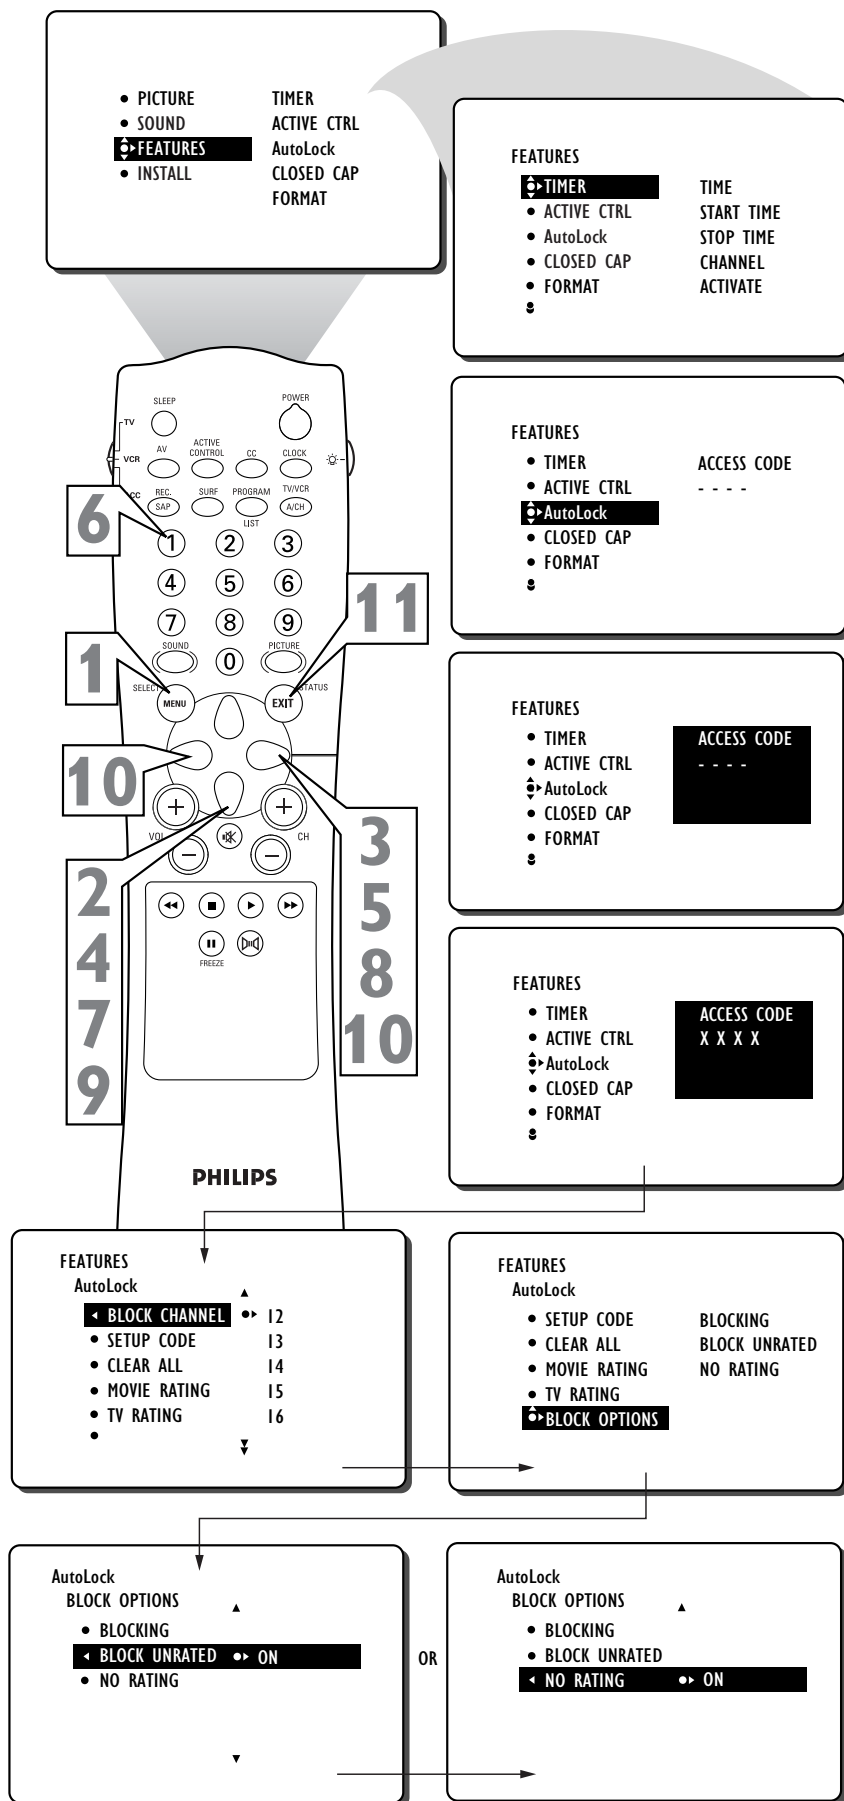 PICTURE TIMER
SOUND ACTIVE CTRL
FEATURES AutoLock
INSTALL CLOSED CAP
FORMAT
FEATURES
TIMER TIME
ACTIVE CTRL START TIME
AutoLock STOP TIME
CLOSED CAP CHANNEL
FORMAT ACTIVATE
FEATURES
TIMER ACCESS CODE
ACTIVE CTRL - - - -
AutoLock
CLOSED CAP
FORMAT
FEATURES
TIMER ACCESS CODE
ACTIVE CTRL - - - -
AutoLock
CLOSED CAP
FORMAT
FEATURES
TIMER ACCESS CODE
ACTIVE CTRL X X X X
AutoLock
CLOSED CAP
FORMAT
SLEEP POWER
TV
VCR
AV ACTIVE CONTROL CC CLOCK
REC. SURF PROGRAM TV/VCR
SAP A/CH
LIST
6
1 2 3
4 5 6
7 8 9
11
SOUND 0 PICTURE
1
SELECT STATUS
MENU EXIT
10
+ +
VOL CH
- -
2
4
7
9
3
5
8
10
FREEZE
PHILIPS
FEATURES
AutoLock
BLOCK CHANNEL 12
SETUP CODE 13
CLEAR ALL 14
MOVIE RATING 15
TV RATING 16
FEATURES
AutoLock
SETUP CODE BLOCKING
CLEAR ALL BLOCK UNRATED
MOVIE RATING NO RATING
TV RATING
BLOCK OPTIONS
AutoLock
BLOCK OPTIONS
BLOCKING
BLOCK UNRATED ON
NO RATING
OR
AutoLock
BLOCK OPTIONS
BLOCKING
BLOCK UNRATED
NO RATING ON